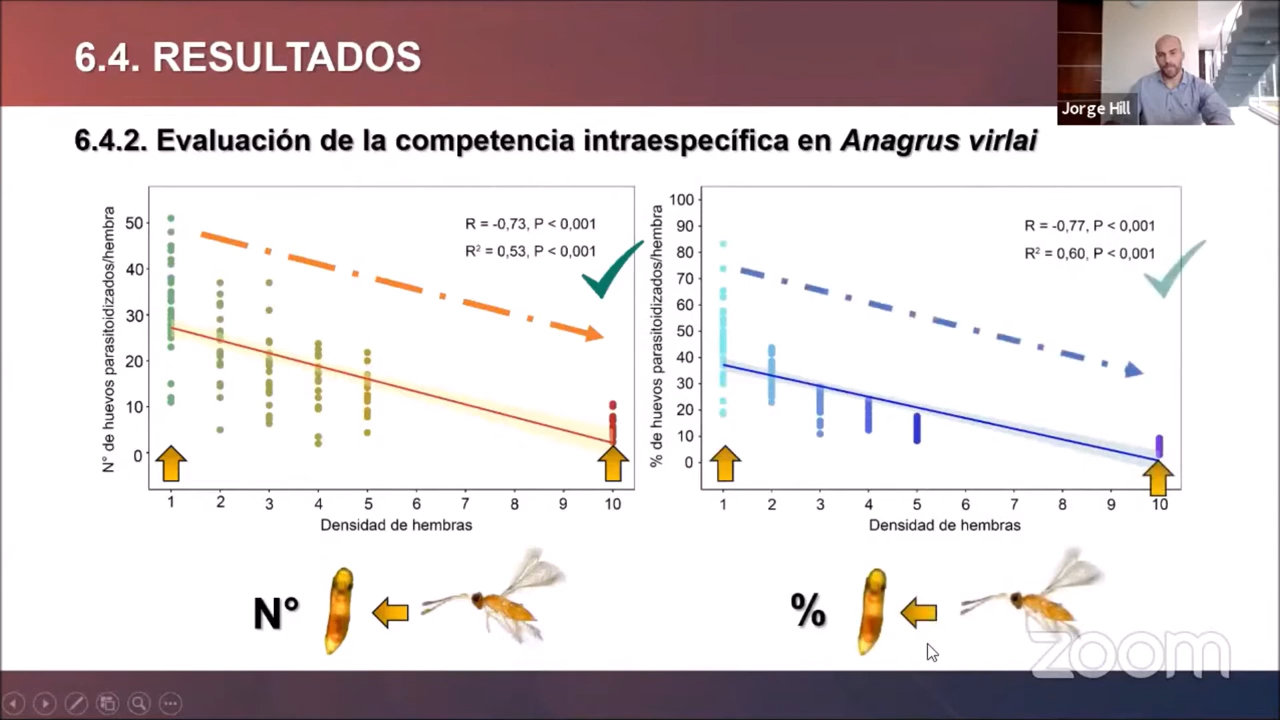 6.4. RESULTADOS
Jorge Hill
6.4.2. Evaluación de la competencia intraespecífica en Anagrus virlai
N° de huevos parasitoidizados/hembra
50
40
30
20
10
0
R = -0,73, P < 0,001
R² = 0,53, P < 0,001
1 2 3 4 5 6 7 8 9 10
Densidad de hembras
% de huevos parasitoidizados/hembra
100
90
80
70
60
50
40
30
20
10
0
R = -0,77, P < 0,001
R² = 0,60, P < 0,001
1 2 3 4 5 6 7 8 9 10
Densidad de hembras
N°
%
zoom